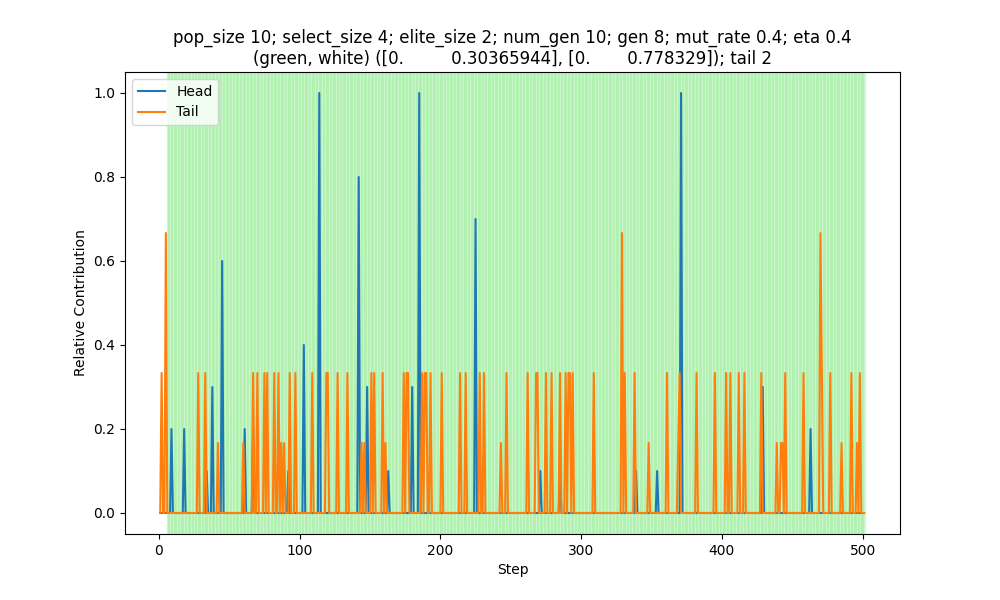 pop_size 10; select_size 4; elite_size 2; num_gen 10; gen 8; mut_rate 0.4; eta 0.4
(green, white) ([0.         0.30365944], [0.       0.778329]); tail 2
Head
Tail
1.0
0.8
0.6
0.4
0.2
0.0
Relative Contribution
0
100
200
300
400
500
Step